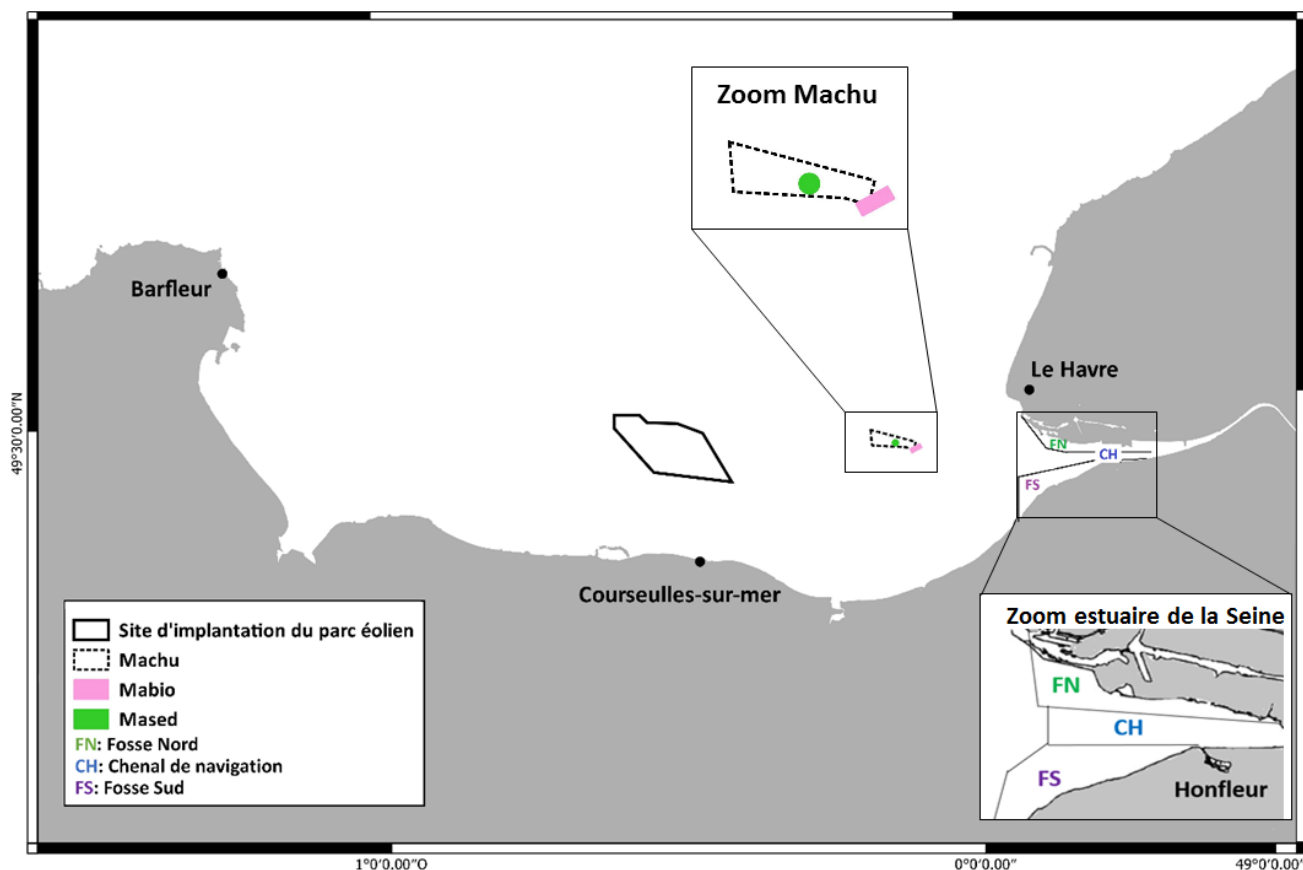 Zoom Machu
Barfleur
Le Havre
49°30'0.00"N
FN
CH
FS
Courseulles-sur-mer
Zoom estuaire de la Seine
FN
CH
FS
Honfleur
Site d'implantation du parc éolien
Machu
Mabio
Mased
FN: Fosse Nord
CH: Chenal de navigation
FS: Fosse Sud
1°0'0.00"O
0°0'0.00"
49°0'0.00"N